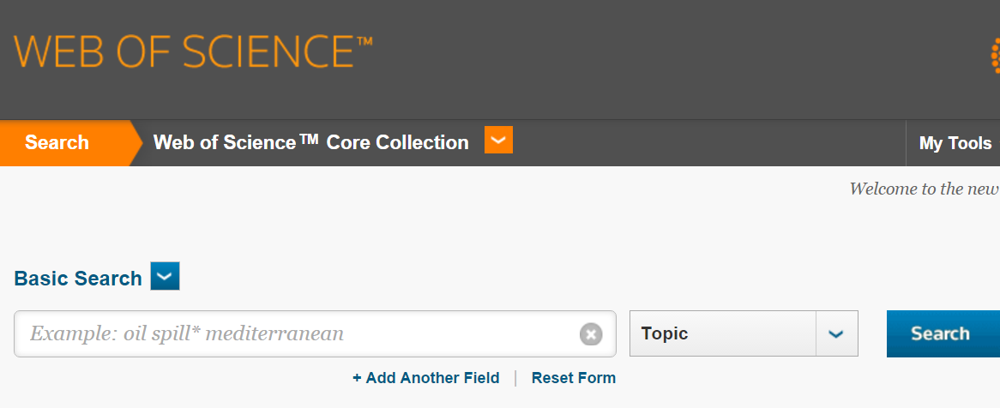 WEB OF SCIENCE™
Search Web of Science™ Core Collection My Tools
Welcome to the new
Basic Search
Example: oil spill* mediterranean Topic Search
+ Add Another Field | Reset Form